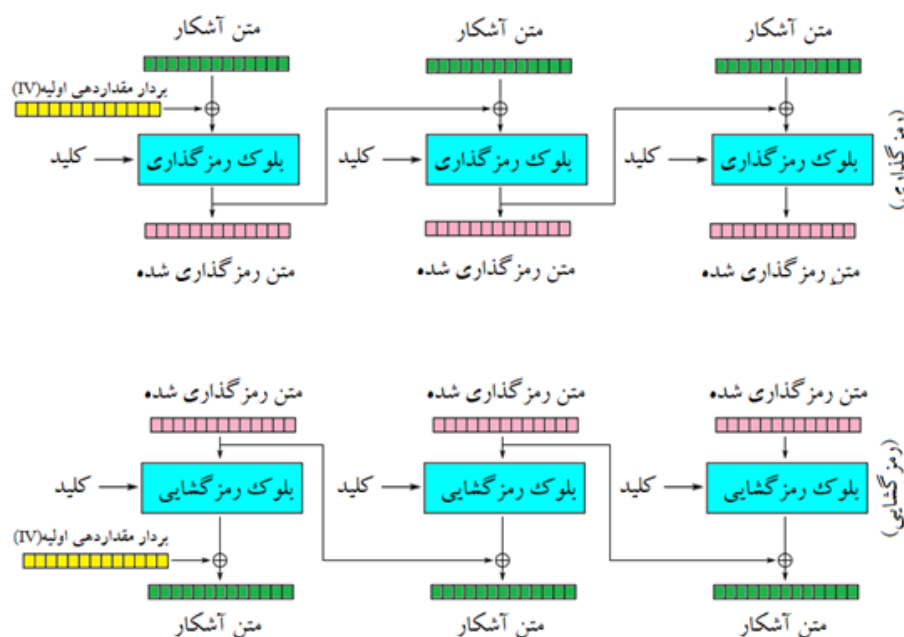 متن آشکار
متن آشکار
متن آشکار
بردار مقداردهی اولیه(IV)
کلید
بلوک رمزگذاری
کلید
بلوک رمزگذاری
کلید
بلوک رمزگذاری
(رمزگذاری)
متن رمزگذاری شده
متن رمزگذاری شده
متن رمزگذاری شده
متن رمزگذاری شده
متن رمزگذاری شده
متن رمزگذاری شده
کلید
بلوک رمزگشایی
کلید
بلوک رمزگشایی
کلید
بلوک رمزگشایی
(رمزگشایی)
بردار مقداردهی اولیه(IV)
متن آشکار
متن آشکار
متن آشکار